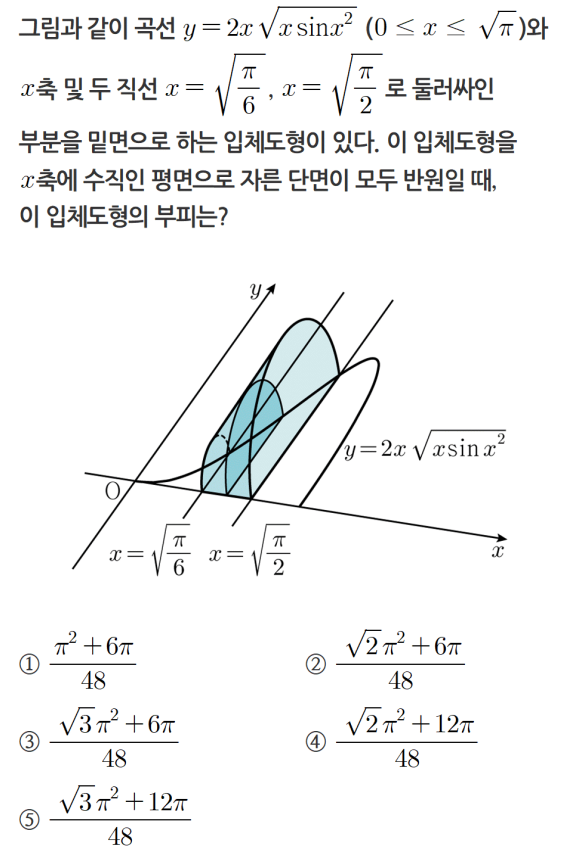 그림과 같이 곡선 $y=2x\sqrt{x\sin x^2}$ ($0\leq x\leq \sqrt{\pi}$)와
$x$축 및 두 직선 $x=\sqrt{\frac{\pi}{6}}$, $x=\sqrt{\frac{\pi}{2}}$로 둘러싸인
부분을 밑면으로 하는 입체도형이 있다. 이 입체도형을
$x$축에 수직인 평면으로 자른 단면이 모두 반원일 때,
이 입체도형의 부피는?
$y$
$y=2x\sqrt{x\sin x^2}$
O
$x=\sqrt{\frac{\pi}{6}}$ $x=\sqrt{\frac{\pi}{2}}$
$x$
① $\frac{\pi^2+6\pi}{48}$ ② $\frac{\sqrt{2}\pi^2+6\pi}{48}$
③ $\frac{\sqrt{3}\pi^2+6\pi}{48}$ ④ $\frac{\sqrt{2}\pi^2+12\pi}{48}$
⑤ $\frac{\sqrt{3}\pi^2+12\pi}{48}$